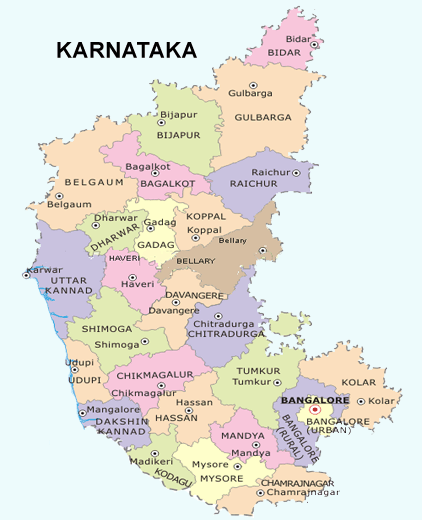 KARNATAKA
Bidar
BIDAR
Gulbarga
GULBARGA
Bijapur
BIJAPUR
Bagalkot
BAGALKOT
Raichur
RAICHUR
BELGAUM
Belgaum
Dharwar
DHARWAR
Gadag
GADAG
KOPPAL
Koppal
Bellary
BELLARY
Karwar
UTTAR
KANNAD
HAVERI
Haveri
DAVANGERE
Davangere
Chitradurga
CHITRADURGA
SHIMOGA
Shimoga
Udupi
UDUPI
CHIKMAGALUR
Chikmagalur
TUMKUR
Tumkur
KOLAR
Kolar
BANGALORE
BANGALORE
(URBAN)
BANGALORE
(RURAL)
Hassan
HASSAN
Mangalore
DAKSHIN
KANNAD
MANDYA
Mandya
Madikeri
KODAGU
Mysore
MYSORE
CHAMRAJNAGAR
Chamrajnagar